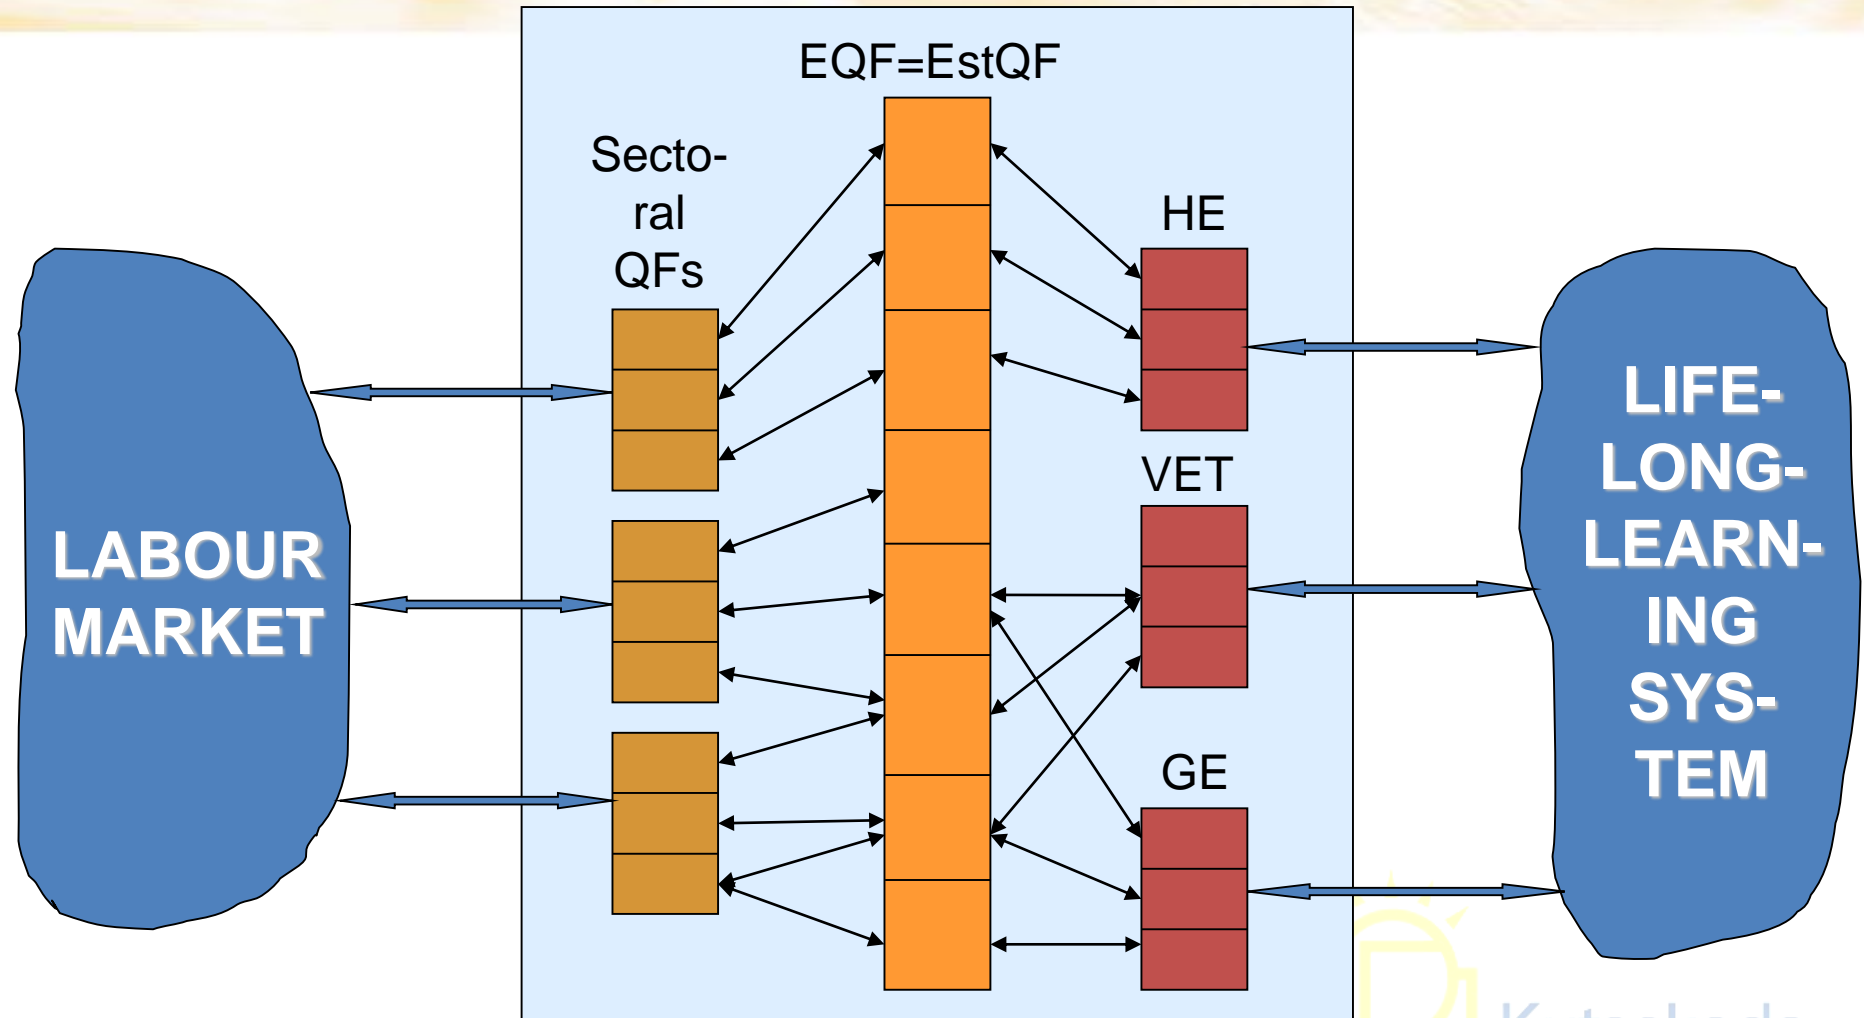 EQF=EstQF
Secto-
ral
QFs
HE
VET
GE
LABOUR
MARKET
LIFE-
LONG-
LEARN-
ING
SYS-
TEM